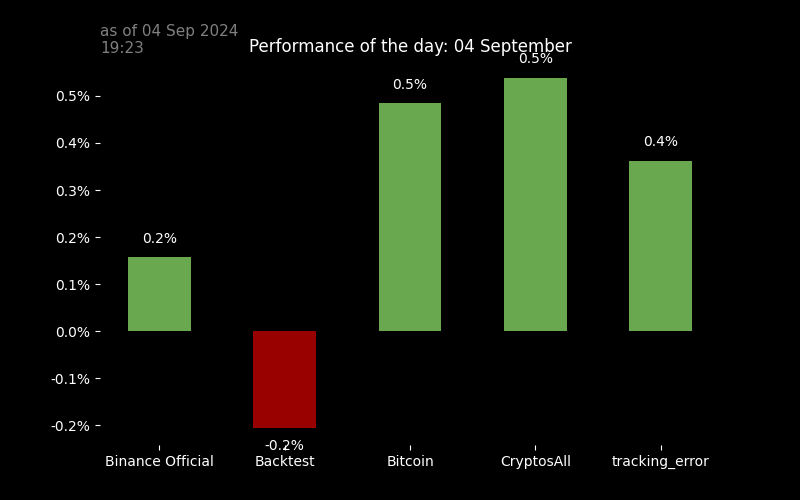 as of 04 Sep 2024
19:23
Performance of the day: 04 September
0.5%
0.5%
0.5%
0.4%
0.4%
0.3%
0.2%
0.2%
0.1%
0.0%
-0.1%
-0.2%
-0.2%
Binance Official
Backtest
Bitcoin
CryptosAll
tracking_error